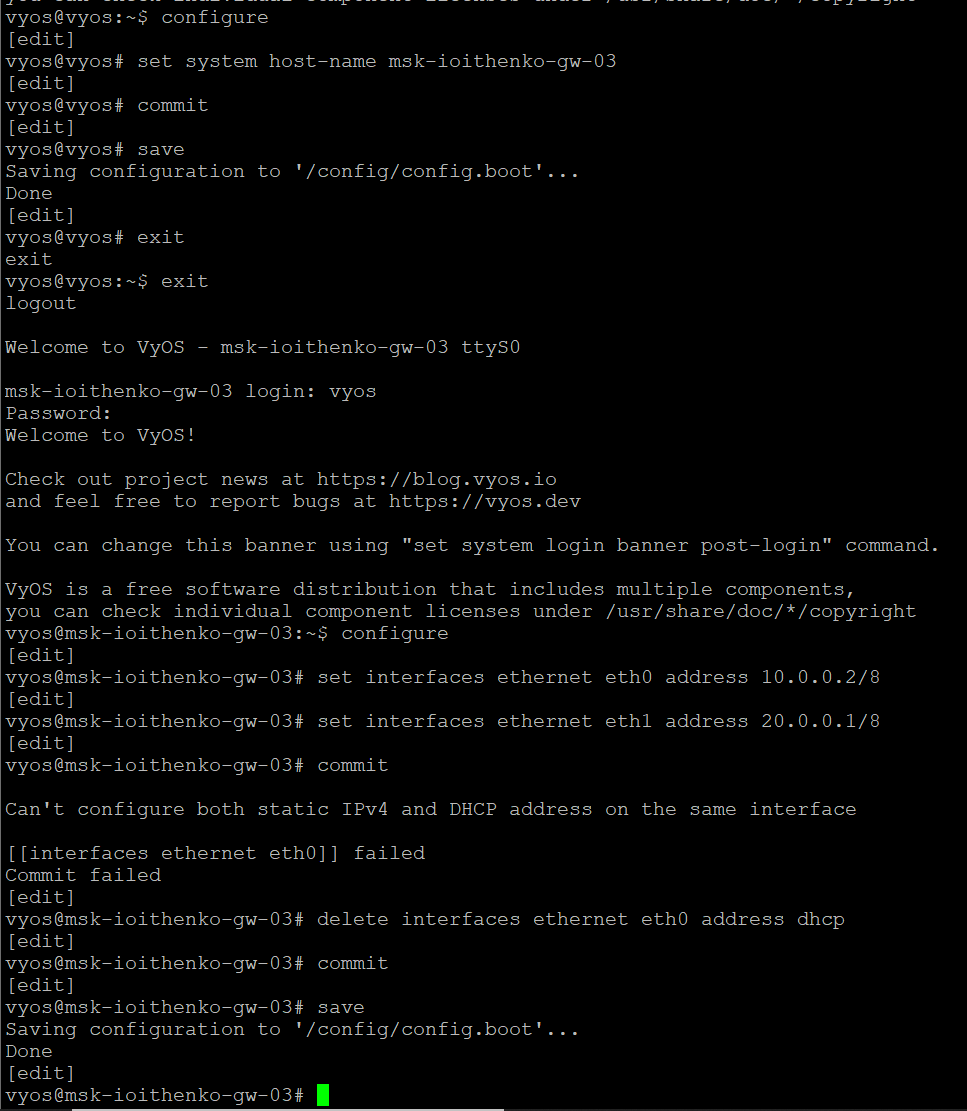 vyos@vyos:~$ configure
[edit]
vyos@vyos# set system host-name msk-ioithenko-gw-03
[edit]
vyos@vyos# commit
[edit]
vyos@vyos# save
Saving configuration to '/config/config.boot'...
Done
[edit]
vyos@vyos# exit
exit
vyos@vyos:~$ exit
logout

Welcome to VyOS - msk-ioithenko-gw-03 ttyS0

msk-ioithenko-gw-03 login: vyos
Password:
Welcome to VyOS!

Check out project news at https://blog.vyos.io
and feel free to report bugs at https://vyos.dev

You can change this banner using "set system login banner post-login" command.

VyOS is a free software distribution that includes multiple components,
you can check individual component licenses under /usr/share/doc/*/copyright
vyos@msk-ioithenko-gw-03:~$ configure
[edit]
vyos@msk-ioithenko-gw-03# set interfaces ethernet eth0 address 10.0.0.2/8
[edit]
vyos@msk-ioithenko-gw-03# set interfaces ethernet eth1 address 20.0.0.1/8
[edit]
vyos@msk-ioithenko-gw-03# commit

Can't configure both static IPv4 and DHCP address on the same interface

[[interfaces ethernet eth0]] failed
Commit failed
[edit]
vyos@msk-ioithenko-gw-03# delete interfaces ethernet eth0 address dhcp
[edit]
vyos@msk-ioithenko-gw-03# commit
[edit]
vyos@msk-ioithenko-gw-03# save
Saving configuration to '/config/config.boot'...
Done
[edit]
vyos@msk-ioithenko-gw-03#